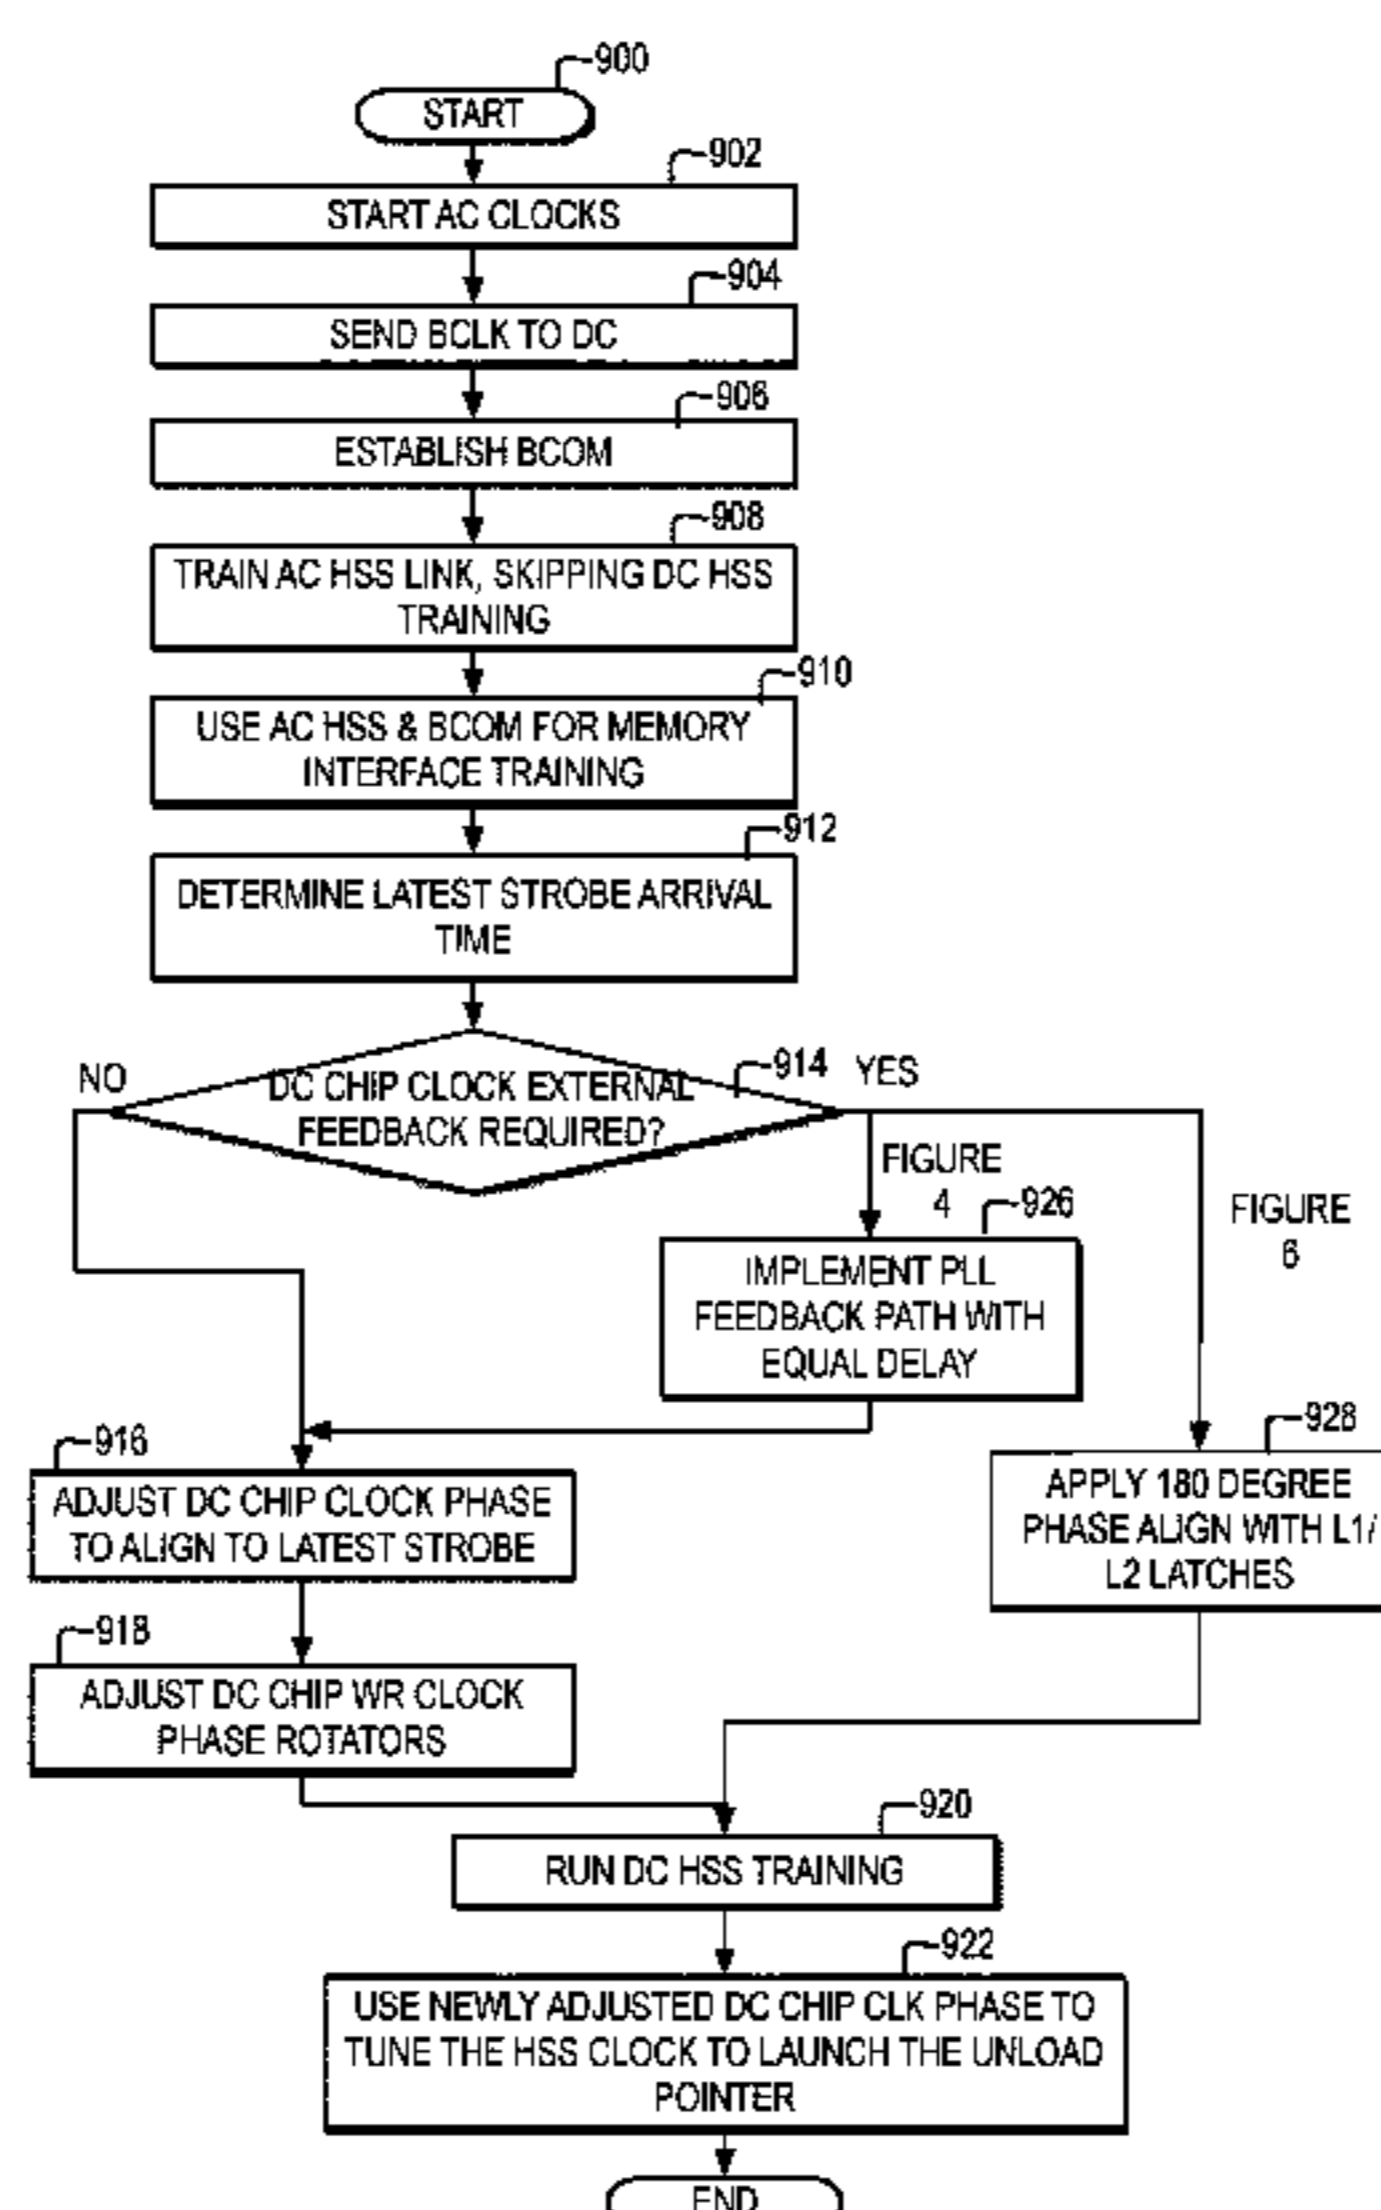 900
START
902
START AC CLOCKS
904
SEND BCLK TO DC
906
ESTABLISH BCOM
908
TRAIN AC HSS LINK, SKIPPING DC HSS
TRAINING
910
USE AC HSS & BCOM FOR MEMORY
INTERFACE TRAINING
912
DETERMINE LATEST STROBE ARRIVAL
TIME
914
NO
YES
DC CHIP CLOCK EXTERNAL
FEEDBACK REQUIRED?
FIGURE
4
926
FIGURE
6
IMPLEMENT PLL
FEEDBACK PATH WITH
EQUAL DELAY
916
ADJUST DC CHIP CLOCK PHASE
TO ALIGN TO LATEST STROBE
928
APPLY 180 DEGREE
PHASE ALIGN WITH L1/
L2 LATCHES
918
ADJUST DC CHIP WR CLOCK
PHASE ROTATORS
920
RUN DC HSS TRAINING
922
USE NEWLY ADJUSTED DC CHIP CLK PHASE TO
TUNE THE HSS CLOCK TO LAUNCH THE UNLOAD
POINTER
END